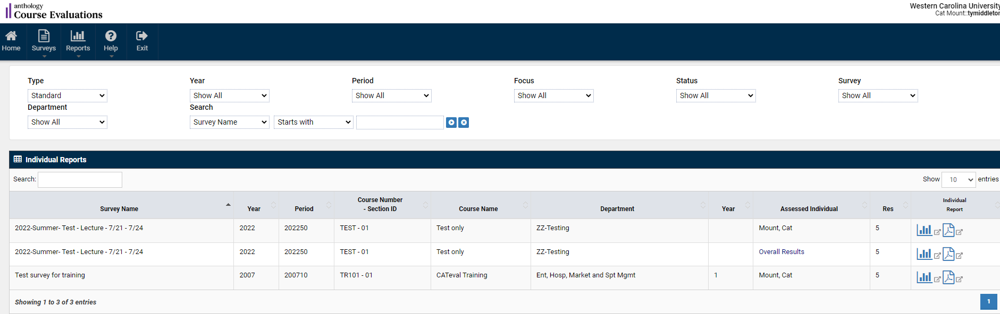 anthology
Course Evaluations
Western Carolina University
Cat Mount::tymiddleton
Home
Surveys
Reports
Help
Exit
Type
Year
Period
Focus
Status
Survey
Standard
Show All
Show All
Show All
Show All
Show All
Department
Search
Show All
Survey Name
Starts with
Individual Reports
Search:
Show 10 entries
Survey Name
Year
Period
Course Number
- Section ID
Course Name
Department
Year
Assessed Individual
Res
Individual
Report
2022-Summer- Test - Lecture - 7/21 - 7/24 2022 202250 TEST - 01 Test only ZZ-Testing Mount, Cat 5
2022-Summer- Test - Lecture - 7/21 - 7/24 2022 202250 TEST - 01 Test only ZZ-Testing Overall Results 5
Test survey for training 2007 200710 TR101 - 01 CATeval Training Ent, Hosp, Market and Spt Mgmt 1 Mount, Cat 5
Showing 1 to 3 of 3 entries
1